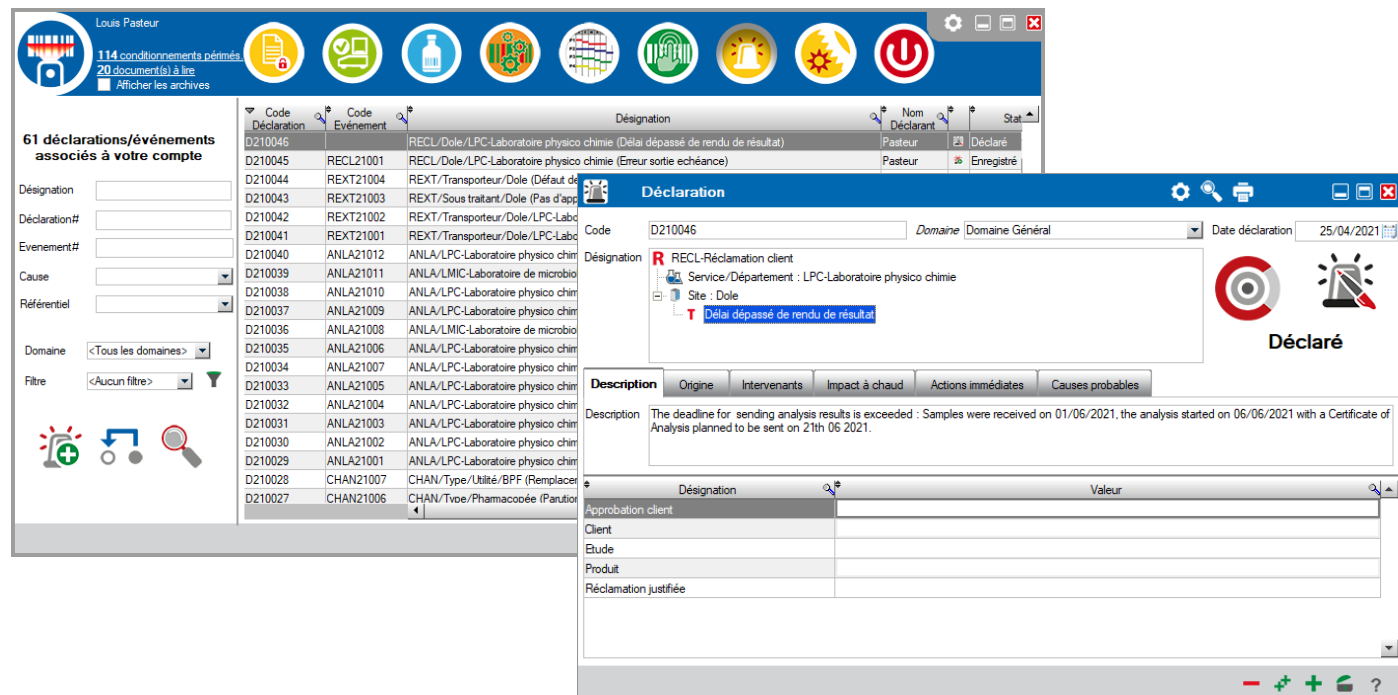 Louis Pasteur
114 conditionnements périmés.
20 document(s) à lire
Afficher les archives
61 déclarations/événements
associés à votre compte
Désignation
Déclaration#
Evenement#
Cause
Référentiel
Domaine <Tous les domaines>
Filtre <Aucun filtre>
Code Déclaration Code Evénement Désignation Nom Déclarant Stat
D210046 RECL/Dole/LPC-Laboratoire physico chimie (Délai dépassé de rendu de résultat) Pasteur Déclaré
D210045 RECL21001 RECL/Dole/LPC-Laboratoire physico chimie (Erreur sortie echéance) Pasteur Enregistré
D210044 REXT21004 REXT/Transporteur/Dole (Défaut de
D210043 REXT21003 REXT/Sous traitant/Dole (Pas d'app
D210042 REXT21002 REXT/Transporteur/Dole/LPC-Labo
D210041 REXT21001 REXT/Transporteur/Dole/LPC-Labo
D210040 ANLA21012 ANLA/LPC-Laboratoire physico chim
D210039 ANLA21011 ANLA/LMIC-Laboratoire de microbio
D210038 ANLA21010 ANLA/LPC-Laboratoire physico chim
D210037 ANLA21009 ANLA/LPC-Laboratoire physico chim
D210036 ANLA21008 ANLA/LMIC-Laboratoire de microbio
D210035 ANLA21006 ANLA/LPC-Laboratoire physico chim
D210034 ANLA21007 ANLA/LPC-Laboratoire physico chim
D210033 ANLA21005 ANLA/LPC-Laboratoire physico chim
D210032 ANLA21004 ANLA/LPC-Laboratoire physico chim
D210031 ANLA21003 ANLA/LPC-Laboratoire physico chim
D210030 ANLA21002 ANLA/LPC-Laboratoire physico chim
D210029 ANLA21001 ANLA/LPC-Laboratoire physico chim
D210028 CHAN21007 CHAN/Type/Utilité/BPF (Remplacer
D210027 CHAN21006 CHAN/Type/Pharmacopée (Parution
Déclaration
Code D210046 Domaine Domaine Général Date déclaration 25/04/2021
Désignation R RECL-Réclamation client
Service/Département : LPC-Laboratoire physico chimie
Site : Dole
T Délai dépassé de rendu de résultat
Déclaré
Description Origine Intervenants Impact à chaud Actions immédiates Causes probables
Description The deadline for sending analysis results is exceeded : Samples were received on 01/06/2021, the analysis started on 06/06/2021 with a Certificate of
Analysis planned to be sent on 21th 06 2021.
Désignation Valeur
Approbation client
Client
Etude
Produit
Réclamation justifiée
?